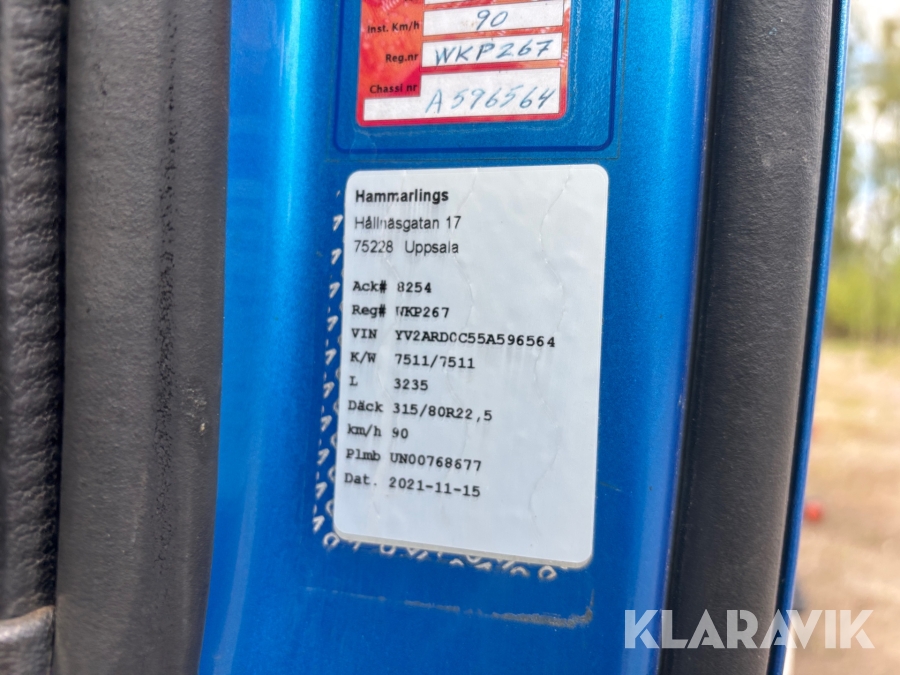 Inst. Km/h 90
Reg.nr WKP267
Chassi nr A596564
Hammarlings
Hållnäsgatan 17
75228 Uppsala
Ack# 8254
Reg# WKP267
VIN YV2ARD0C55A596564
K/W 7511/7511
L 3235
Däck 315/80R22,5
km/h 90
Plmb UN00768677
Dat. 2021-11-15
KLARAVIK